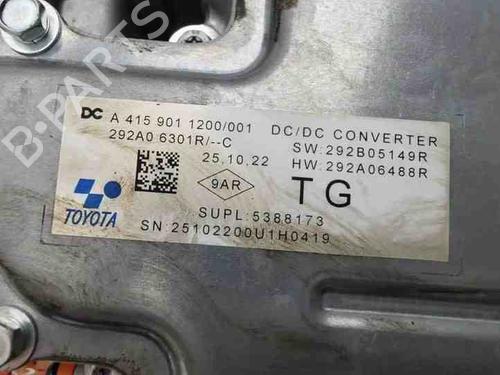 B-PARTS
DC A 415 901 1200/001 DC/DC CONVERTER
292A0 6301R/--C SW:292B05149R
25.10.22 HW:292A06488R
9AR TG
TOYOTA
SUPL:5388173
SN:25102200U1H0419